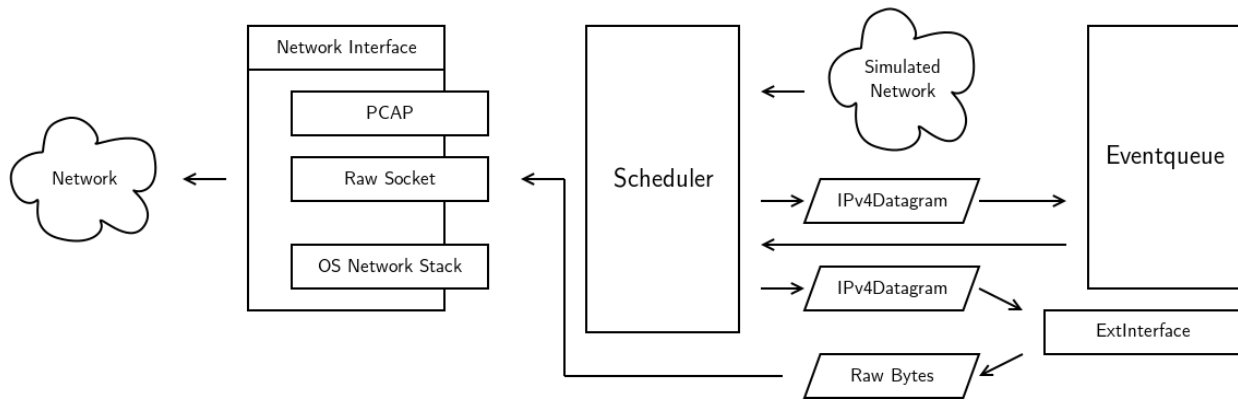 Network
Network Interface
PCAP
Raw Socket
OS Network Stack
Scheduler
Simulated
Network
IPv4Datagram
IPv4Datagram
Raw Bytes
Eventqueue
ExtInterface